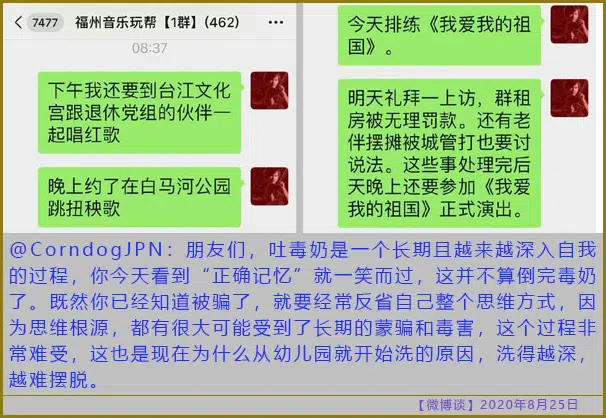 7477
福州音乐玩帮【1群】(462)
08:37
下午我还要到台江文化
宫跟退休党组的伙伴一
起唱红歌
晚上约了在白马河公园
跳扭秧歌
今天排练《我爱我的祖
国》。
明天礼拜一上访，群租
房被无理罚款。还有老
伴摆摊被城管打也要讨
说法。这些事处理完后
天晚上还要参加《我爱
我的祖国》正式演出。
@CorndogJPN：朋友们，吐毒奶是一个长期且越来越深入自我
的过程，你今天看到“正确记忆”就一笑而过，这并不算倒完毒奶
了。既然你已经知道被骗了，就要经常反省自己整个思维方式，因
为思维根源，都有很大可能受到了长期的蒙骗和毒害，这个过程非
常难受，这也是现在为什么从幼儿园就开始洗的原因，洗得越深，
越难摆脱。
【微博谈】2020年8月25日